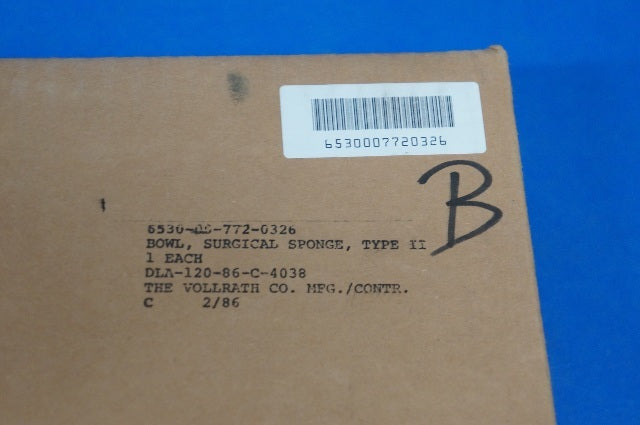 6530007720326
B
6530-00-772-0326
BOWL, SURGICAL SPONGE, TYPE II
1 EACH
DLA-120-86-C-4038
THE VOLLRATH CO. MFG./CONTR.
C 2/86